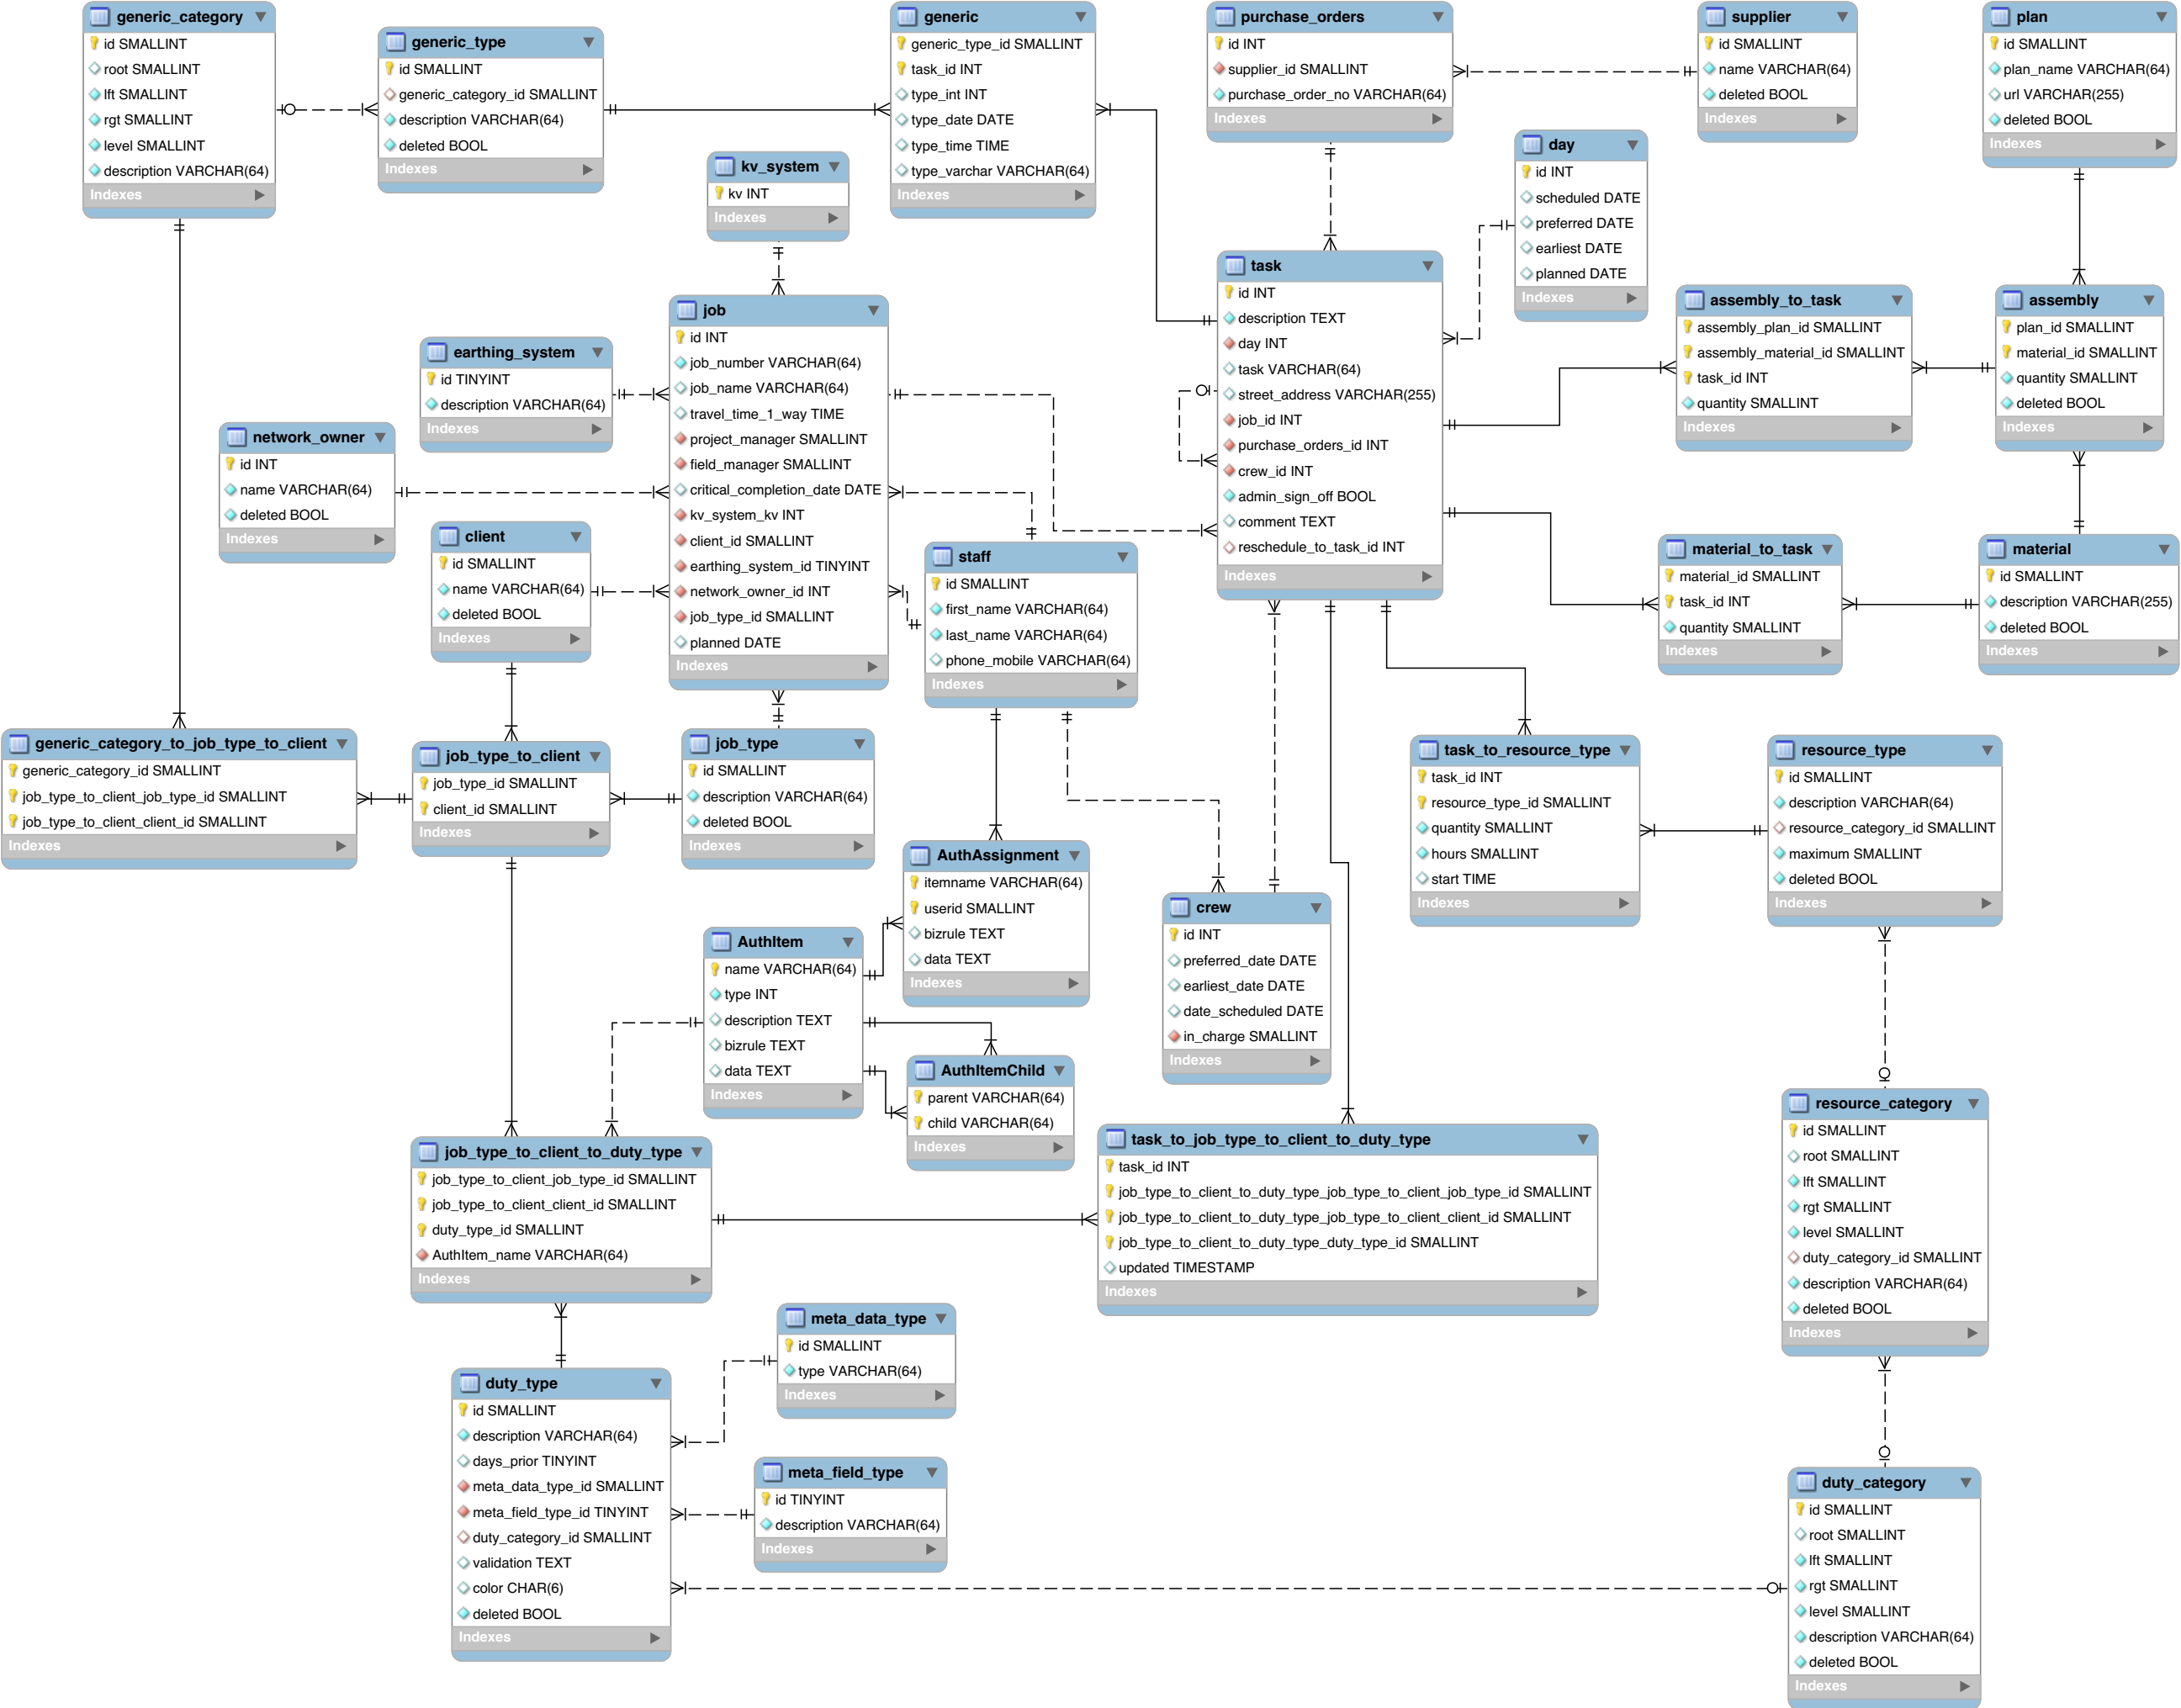 generic_category
id SMALLINT
root SMALLINT
lft SMALLINT
rgt SMALLINT
level SMALLINT
description VARCHAR(64)
Indexes
generic_type
id SMALLINT
generic_category_id SMALLINT
description VARCHAR(64)
deleted BOOL
Indexes
generic
generic_type_id SMALLINT
task_id INT
type_int INT
type_date DATE
type_time TIME
type_varchar VARCHAR(64)
Indexes
purchase_orders
id INT
supplier_id SMALLINT
purchase_order_no VARCHAR(64)
Indexes
supplier
id SMALLINT
name VARCHAR(64)
deleted BOOL
Indexes
plan
id SMALLINT
plan_name VARCHAR(64)
url VARCHAR(255)
deleted BOOL
Indexes
kv_system
kv INT
Indexes
day
id INT
scheduled DATE
preferred DATE
earliest DATE
planned DATE
Indexes
task
id INT
description TEXT
day INT
task VARCHAR(64)
street_address VARCHAR(255)
job_id INT
purchase_orders_id INT
crew_id INT
admin_sign_off BOOL
comment TEXT
reschedule_to_task_id INT
Indexes
assembly_to_task
assembly_plan_id SMALLINT
assembly_material_id SMALLINT
task_id INT
quantity SMALLINT
Indexes
assembly
plan_id SMALLINT
material_id SMALLINT
quantity SMALLINT
deleted BOOL
Indexes
job
id INT
job_number VARCHAR(64)
job_name VARCHAR(64)
travel_time_1_way TIME
project_manager SMALLINT
field_manager SMALLINT
critical_completion_date DATE
kv_system_kv INT
client_id SMALLINT
earthing_system_id TINYINT
network_owner_id INT
job_type_id SMALLINT
planned DATE
Indexes
earthing_system
id TINYINT
description VARCHAR(64)
Indexes
network_owner
id INT
name VARCHAR(64)
deleted BOOL
Indexes
client
id SMALLINT
name VARCHAR(64)
deleted BOOL
Indexes
staff
id SMALLINT
first_name VARCHAR(64)
last_name VARCHAR(64)
phone_mobile VARCHAR(64)
Indexes
material_to_task
material_id SMALLINT
task_id INT
quantity SMALLINT
Indexes
material
id SMALLINT
description VARCHAR(255)
deleted BOOL
Indexes
generic_category_to_job_type_to_client
generic_category_id SMALLINT
job_type_to_client_job_type_id SMALLINT
job_type_to_client_client_id SMALLINT
Indexes
job_type_to_client
job_type_id SMALLINT
client_id SMALLINT
Indexes
job_type
id SMALLINT
description VARCHAR(64)
deleted BOOL
Indexes
task_to_resource_type
task_id INT
resource_type_id SMALLINT
quantity SMALLINT
hours SMALLINT
start TIME
Indexes
resource_type
id SMALLINT
description VARCHAR(64)
resource_category_id SMALLINT
maximum SMALLINT
deleted BOOL
Indexes
AuthAssignment
itemname VARCHAR(64)
userid SMALLINT
bizrule TEXT
data TEXT
Indexes
crew
id INT
preferred_date DATE
earliest_date DATE
date_scheduled DATE
in_charge SMALLINT
Indexes
AuthItem
name VARCHAR(64)
type INT
description TEXT
bizrule TEXT
data TEXT
Indexes
AuthItemChild
parent VARCHAR(64)
child VARCHAR(64)
Indexes
resource_category
id SMALLINT
root SMALLINT
lft SMALLINT
rgt SMALLINT
level SMALLINT
duty_category_id SMALLINT
description VARCHAR(64)
deleted BOOL
Indexes
job_type_to_client_to_duty_type
job_type_to_client_job_type_id SMALLINT
job_type_to_client_client_id SMALLINT
duty_type_id SMALLINT
AuthItem_name VARCHAR(64)
Indexes
task_to_job_type_to_client_to_duty_type
task_id INT
job_type_to_client_to_duty_type_job_type_to_client_job_type_id SMALLINT
job_type_to_client_to_duty_type_job_type_to_client_client_id SMALLINT
job_type_to_client_to_duty_type_duty_type_id SMALLINT
updated TIMESTAMP
Indexes
meta_data_type
id SMALLINT
type VARCHAR(64)
Indexes
duty_type
id SMALLINT
description VARCHAR(64)
days_prior TINYINT
meta_data_type_id SMALLINT
meta_field_type_id TINYINT
duty_category_id SMALLINT
validation TEXT
color CHAR(6)
deleted BOOL
Indexes
meta_field_type
id TINYINT
description VARCHAR(64)
Indexes
duty_category
id SMALLINT
root SMALLINT
lft SMALLINT
rgt SMALLINT
level SMALLINT
description VARCHAR(64)
deleted BOOL
Indexes